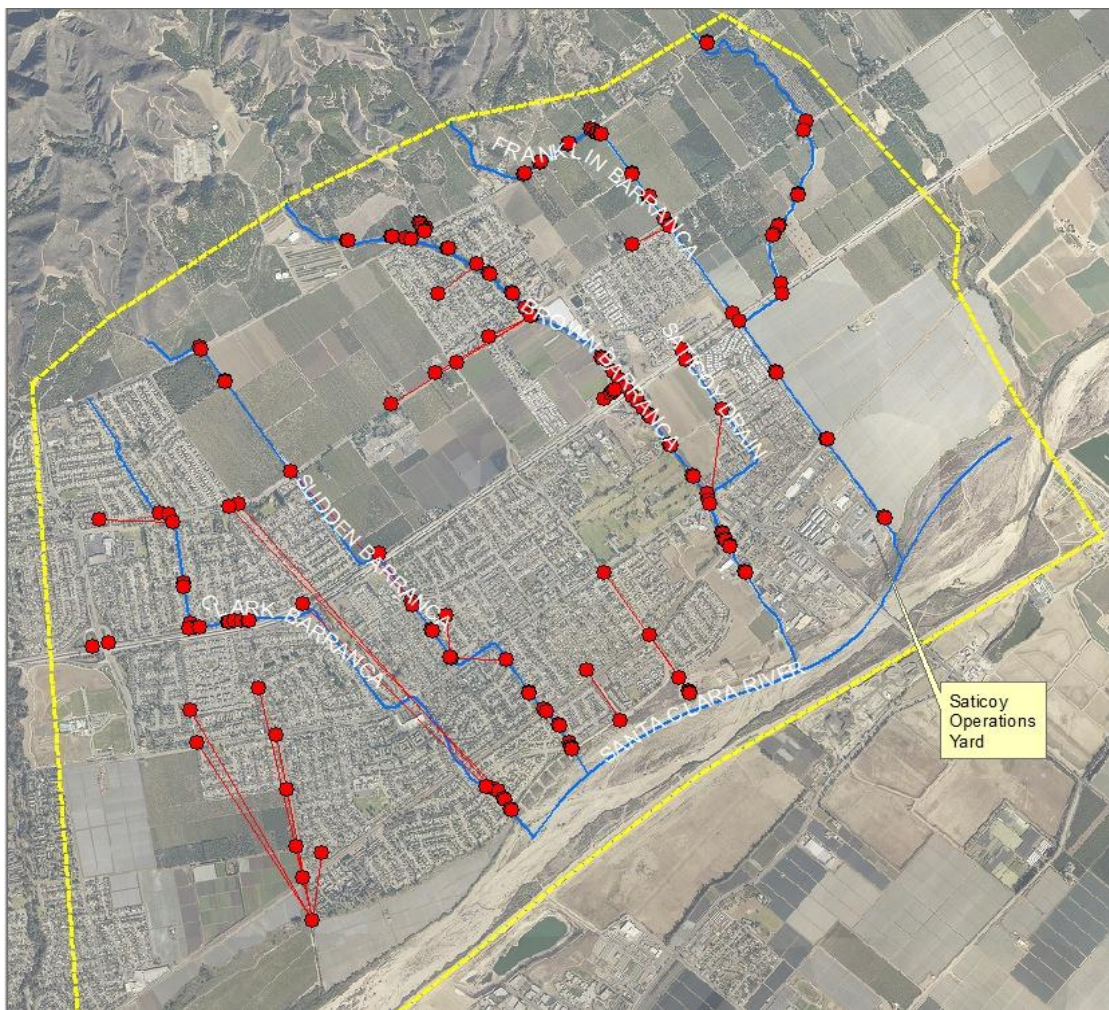 FRANKLIN BARRANCA
BROWN BARRANCA
SATICOY DRAIN
SUDDEN BARRANCA
CLARK BARRANCA
SANTA CLARA RIVER
Saticoy
Operations
Yard